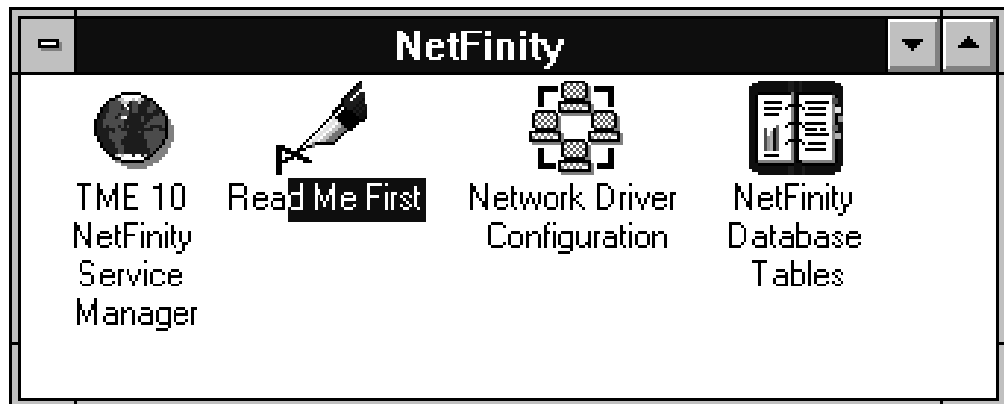 NetFinity
TME 10
NetFinity
Service
Manager
Read Me First
Network Driver
Configuration
NetFinity
Database
Tables